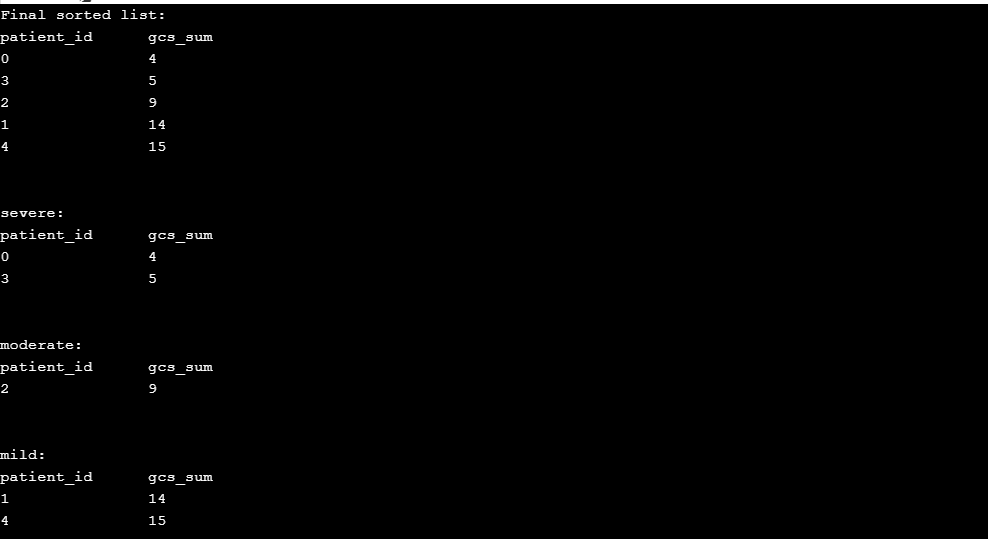 Final sorted list:
patient_id gcs_sum
0 4
3 5
2 9
1 14
4 15
severe:
patient_id gcs_sum
0 4
3 5
moderate:
patient_id gcs_sum
2 9
mild:
patient_id gcs_sum
1 14
4 15